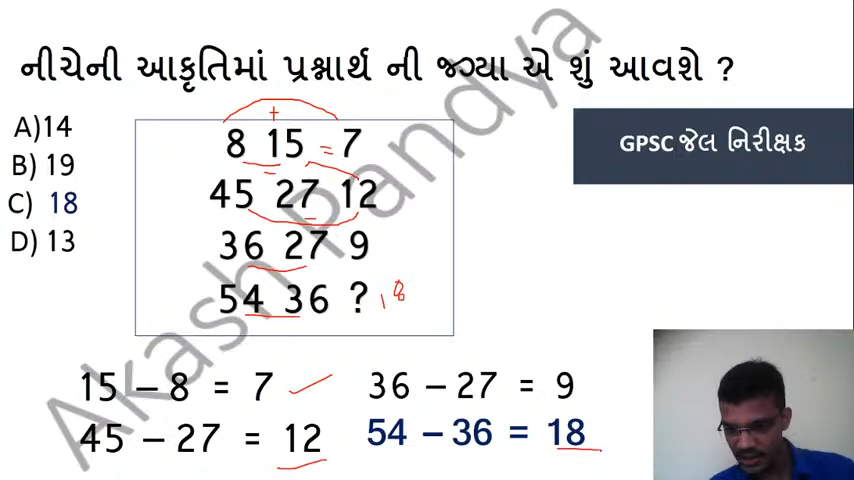 નીચેની આકૃતિમાં પ્રશ્નાર્થ ની જગ્યા એ શું આવશે ?
A)14
B) 19
C) 18
D) 13
+
8 15 = 7
45 27 12
36 27 9
54 36 ? 18
GPSC જેલ નિરીક્ષક
15 – 8 = 7
45 – 27 = 12
36 – 27 = 9
54 – 36 = 18
Akash Pandya